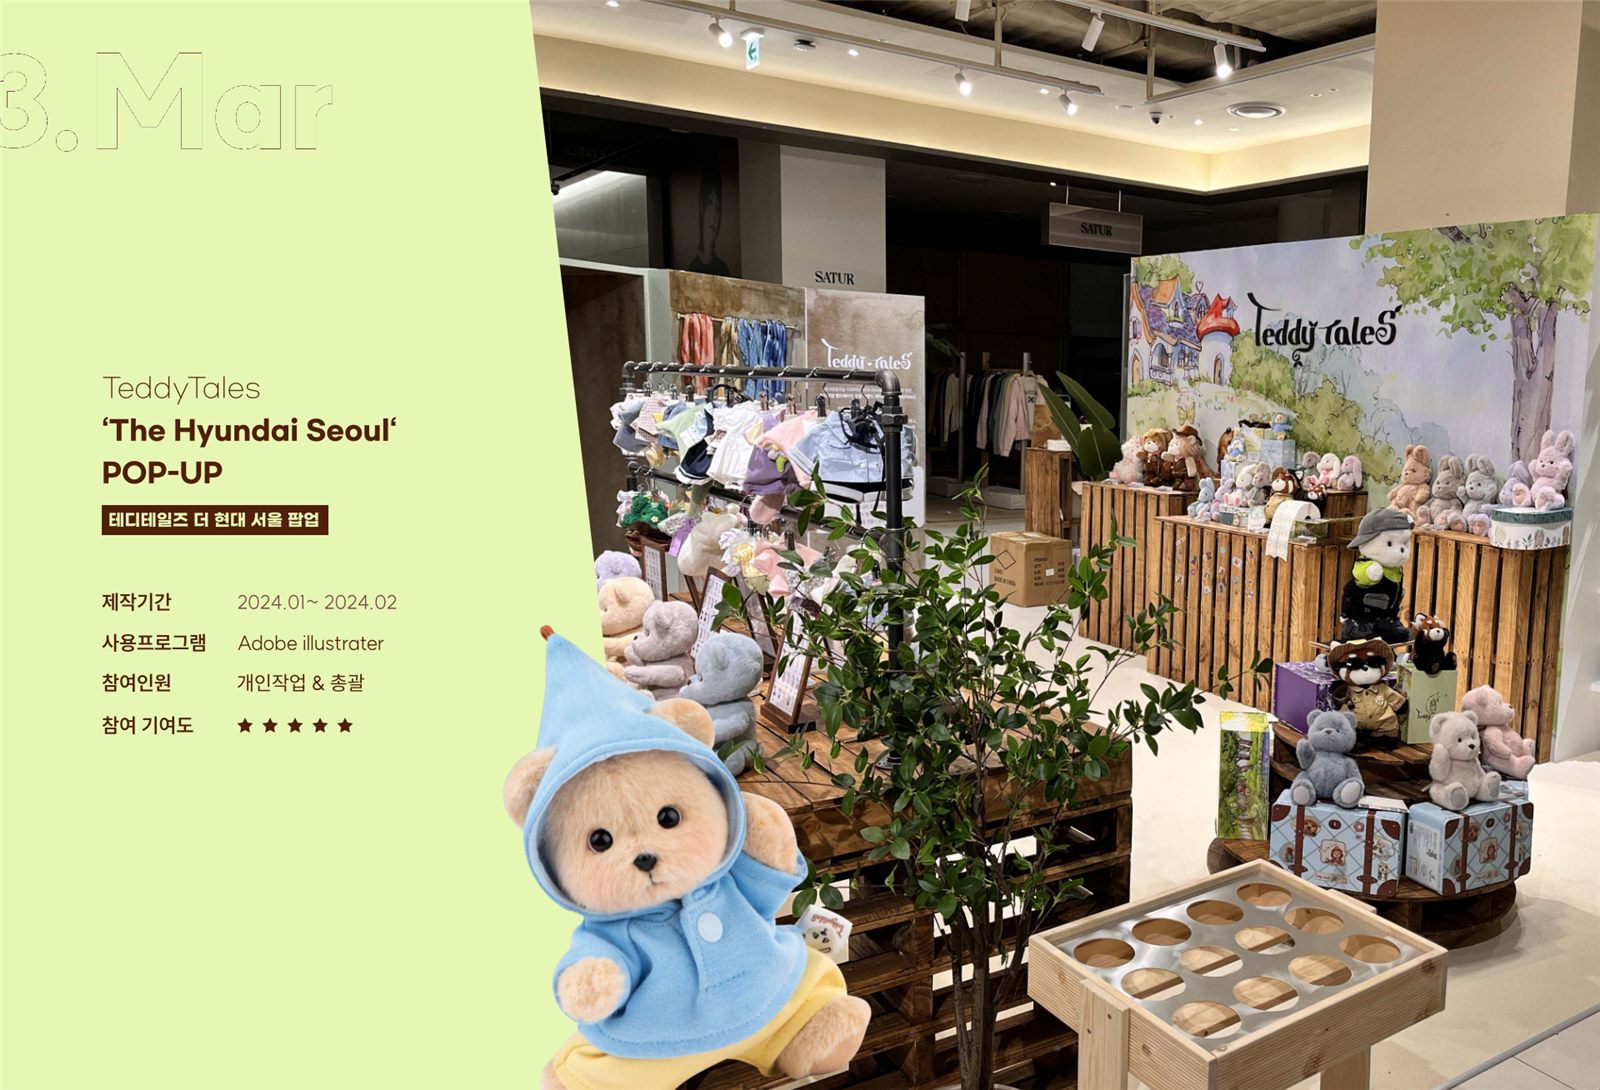 3.Mar
TeddyTales
‘The Hyundai Seoul‘
POP-UP
테디테일즈 더 현대 서울 팝업
제작기간 2024.01~ 2024.02
사용프로그램 Adobe illustrater
참여인원 개인작업 & 총괄
참여 기여도 ★ ★ ★ ★ ★
SATUR
SATUR
Teddy Tales
Teddy Tales